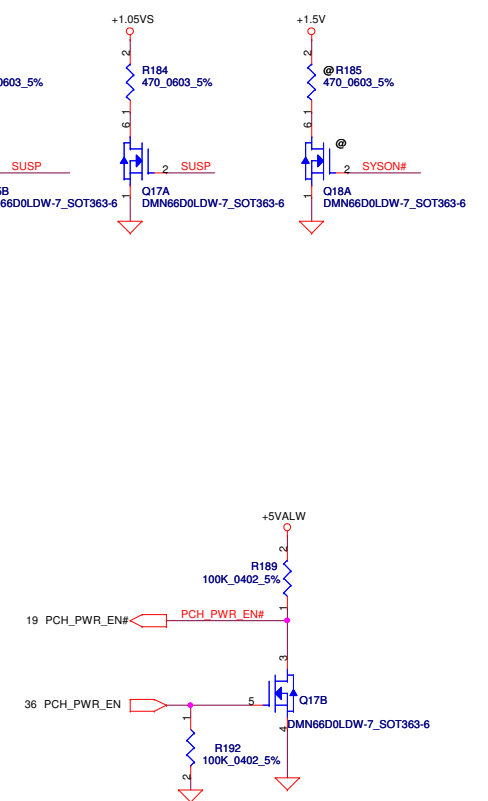 +1.05VS
+1.5V
2
2
R184
@ R185
0603_5%
470_0603_5%
470_0603_5%
1
1
6
6
@
SUSP
2
SUSP
2
SYSON#
1
1
Q17A
Q18A
66D0LDW-7_SOT363-6
DMN66D0LDW-7_SOT363-6
DMN66D0LDW-7_SOT363-6
+5VALW
2
R189
100K_0402_5%
1
19 PCH_PWR_EN#
PCH_PWR_EN#
3
36 PCH_PWR_EN
5
Q17B
1
4
DMN66D0LDW-7_SOT363-6
R192
100K_0402_5%
2